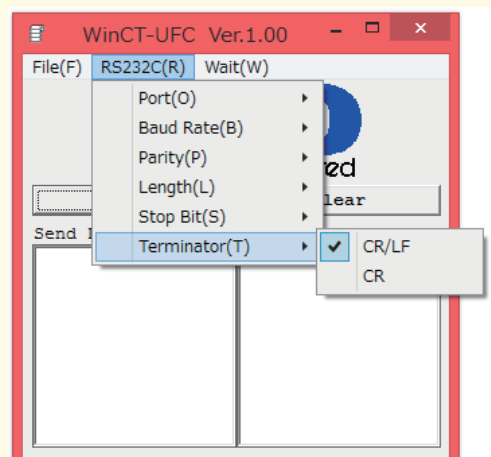 WinCT-UFC Ver.1.00
File(F) RS232C(R) Wait(W)
Port(O)
Baud Rate(B)
Parity(P)
Length(L)
Stop Bit(S)
Terminator(T)
CR/LF
CR
Send